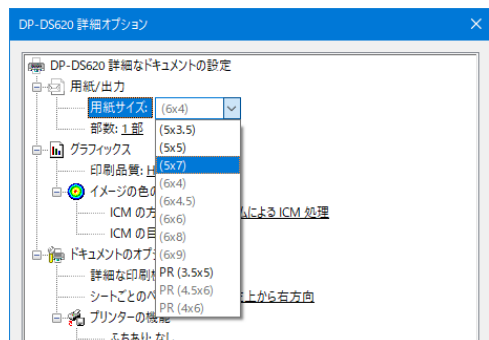 DP-DS620 詳細オプション
DP-DS620 詳細なドキュメントの設定
用紙/出力
用紙サイズ: (6x4)
部数: 1 部
(5x3.5)
(5x5)
(5x7)
(6x4)
(6x4.5)
(6x6)
(6x8)
(6x9)
PR (3.5x5)
PR (4.5x6)
PR (4x6)
グラフィックス
印刷品質: H
イメージの色の
ICM の方
による ICM 処理
ICM の目
ドキュメントのオプ
詳細な印刷
シートごとのペ
上から右方向
プリンターの機能
ふちあり: なし